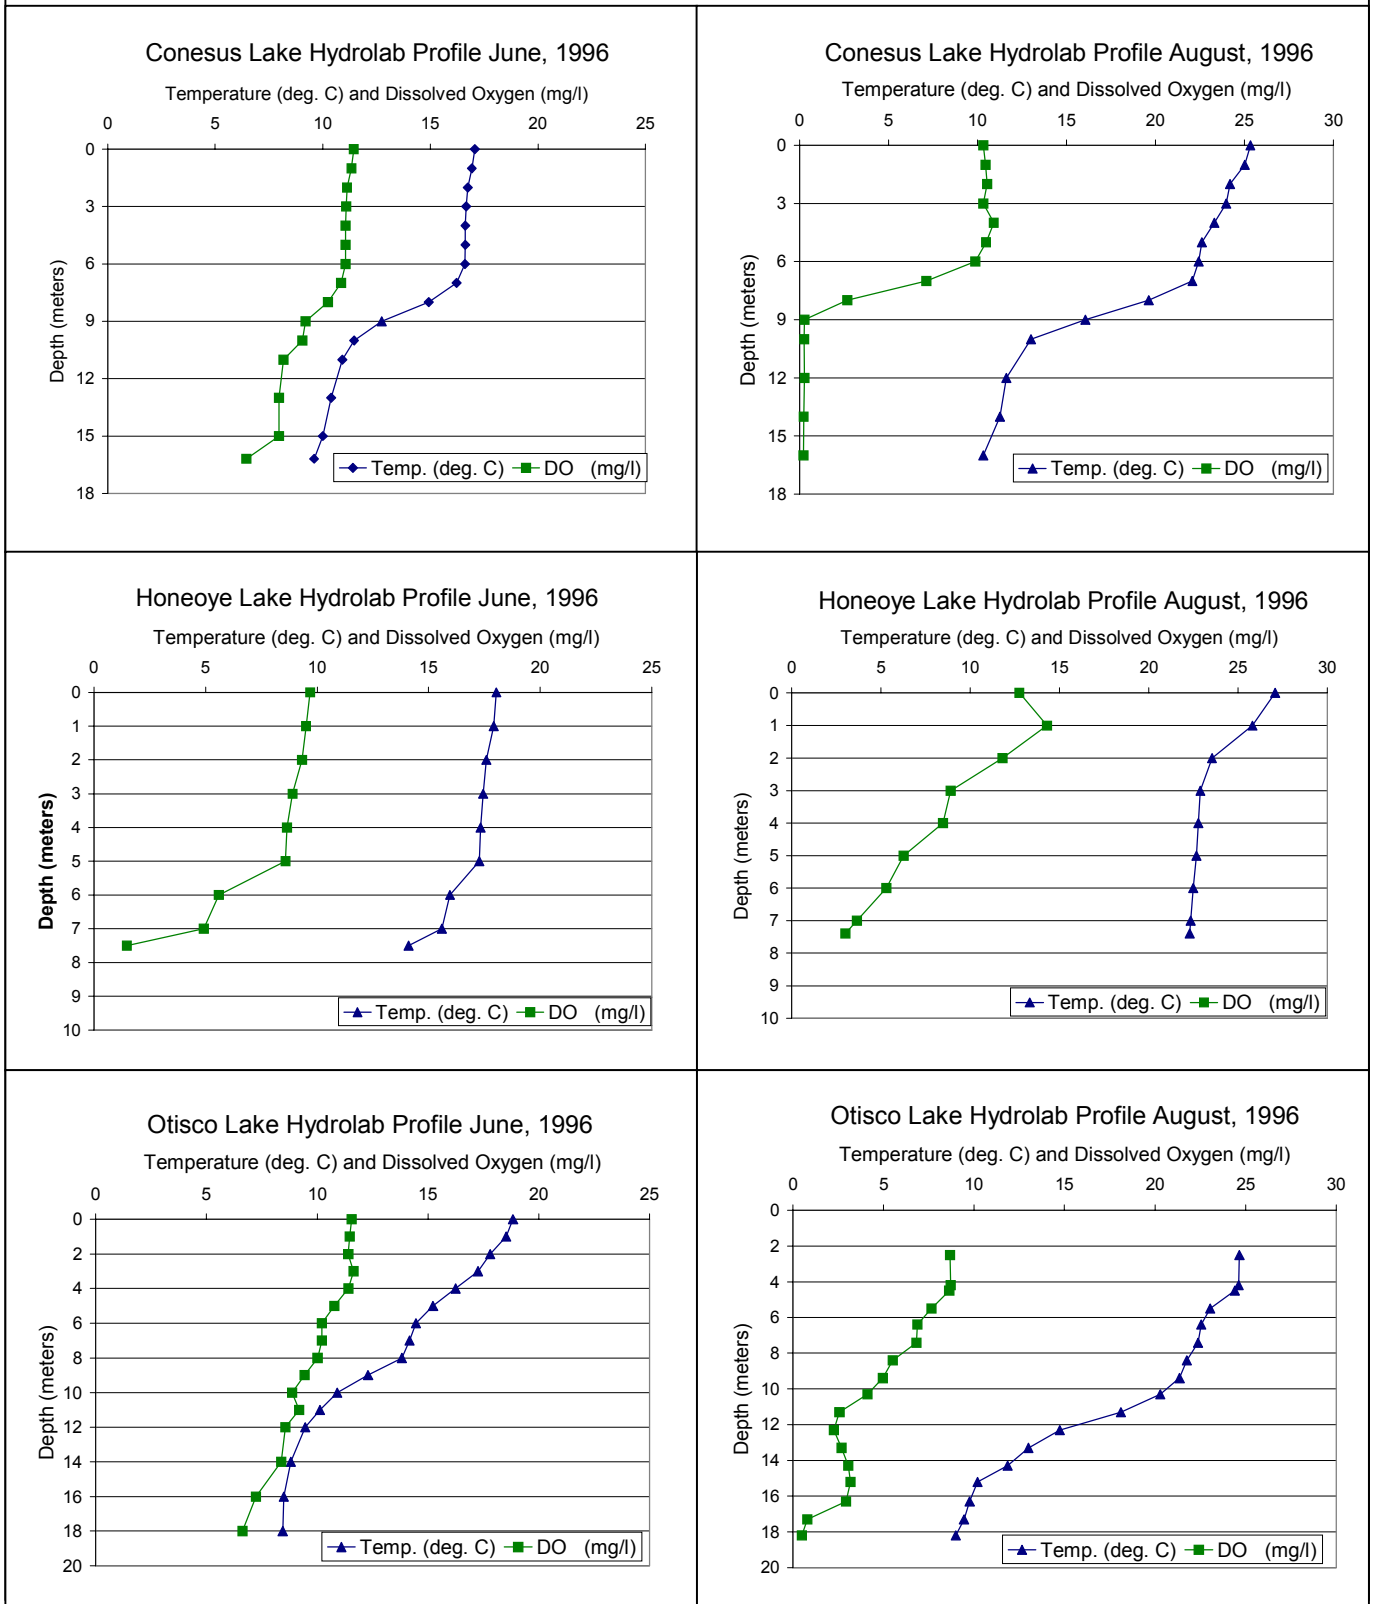 Conesus Lake Hydrolab Profile June, 1996
Temperature (deg. C) and Dissolved Oxygen (mg/l)
0 5 10 15 20 25
0
3
6
9
12
15
18
Depth (meters)
Temp. (deg. C) DO (mg/l)
Conesus Lake Hydrolab Profile August, 1996
Temperature (deg. C) and Dissolved Oxygen (mg/l)
0 5 10 15 20 25 30
0
3
6
9
12
15
18
Depth (meters)
Temp. (deg. C) DO (mg/l)
Honeoye Lake Hydrolab Profile June, 1996
Temperature (deg. C) and Dissolved Oxygen (mg/l)
0 5 10 15 20 25
0
1
2
3
4
5
6
7
8
9
10
Depth (meters)
Temp. (deg. C) DO (mg/l)
Honeoye Lake Hydrolab Profile August, 1996
Temperature (deg. C) and Dissolved Oxygen (mg/l)
0 5 10 15 20 25 30
0
1
2
3
4
5
6
7
8
9
10
Depth (meters)
Temp. (deg. C) DO (mg/l)
Otisco Lake Hydrolab Profile June, 1996
Temperature (deg. C) and Dissolved Oxygen (mg/l)
0 5 10 15 20 25
0
2
4
6
8
10
12
14
16
18
20
Depth (meters)
Temp. (deg. C) DO (mg/l)
Otisco Lake Hydrolab Profile August, 1996
Temperature (deg. C) and Dissolved Oxygen (mg/l)
0 5 10 15 20 25 30
0
2
4
6
8
10
12
14
16
18
20
Depth (meters)
Temp. (deg. C) DO (mg/l)